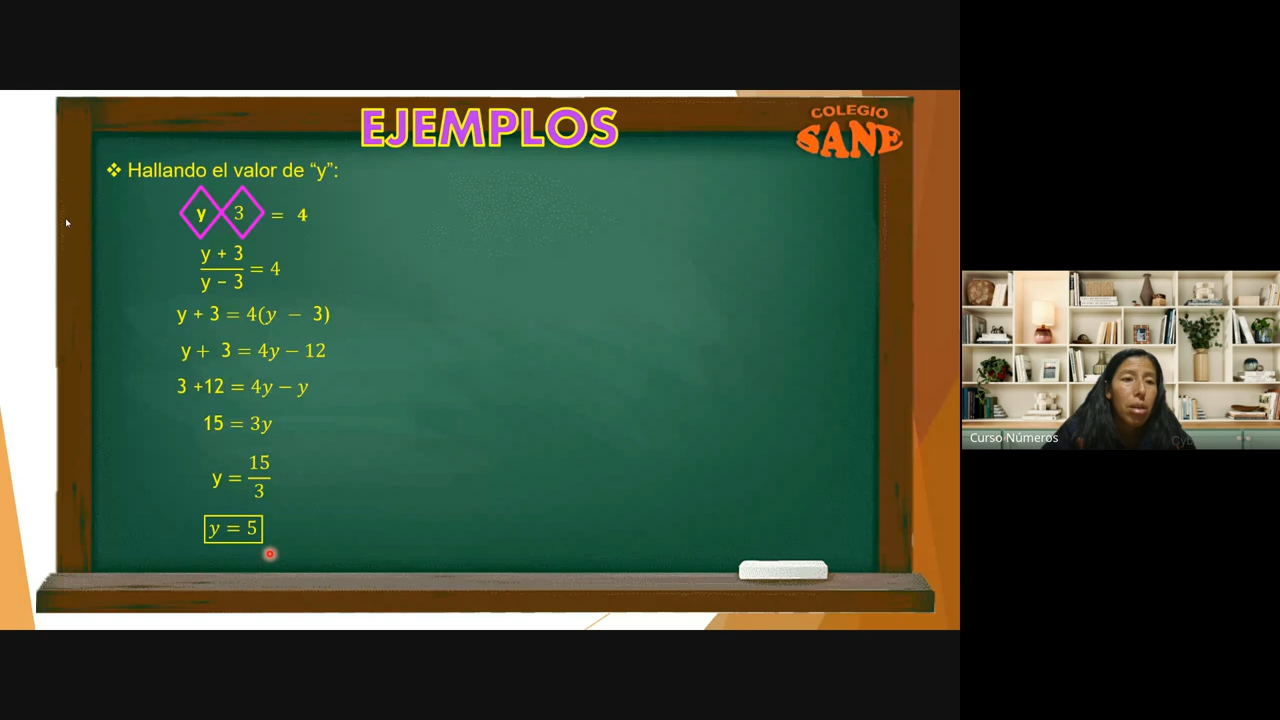 EJEMPLOS
COLEGIO
SANE
❖ Hallando el valor de “y”:
y 3 = 4
y + 3
y − 3
= 4
y + 3 = 4(y − 3)
y + 3 = 4y − 12
3 +12 = 4y − y
15 = 3y
y = 15/3
y = 5
Curso Números